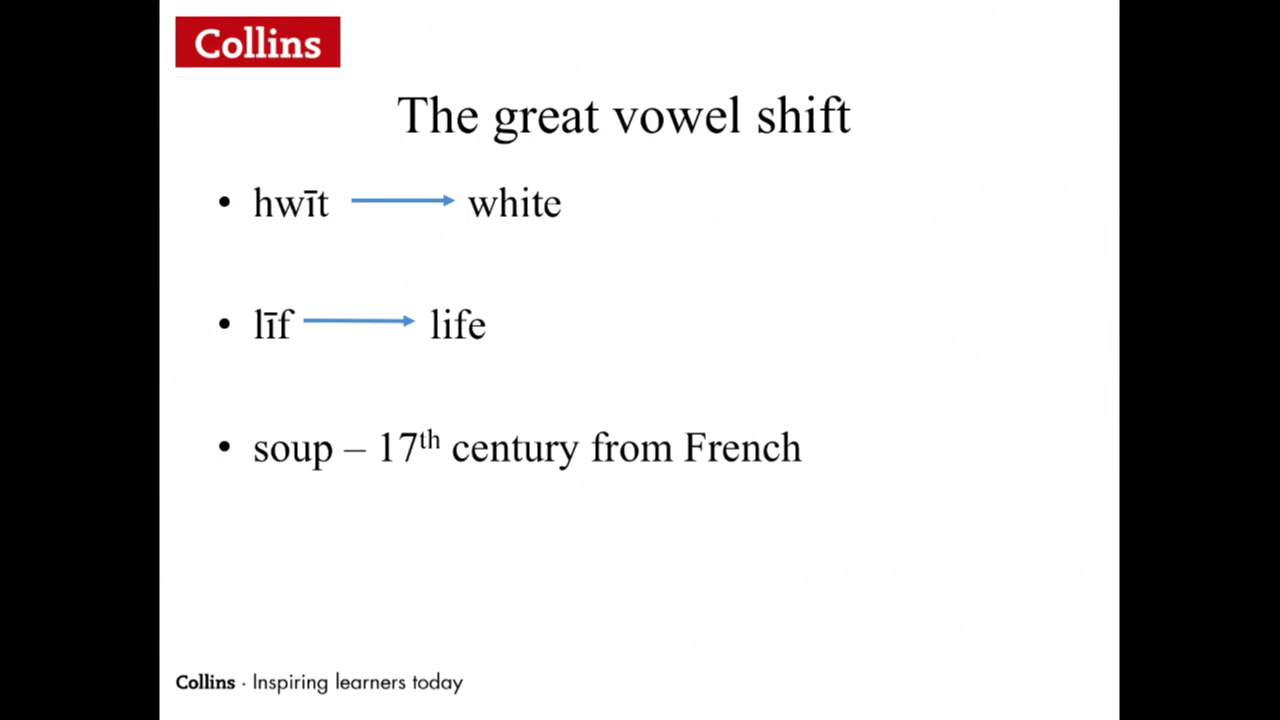 Collins
The great vowel shift
• hwīt → white
• līf → life
• soup – 17th century from French
Collins · Inspiring learners today